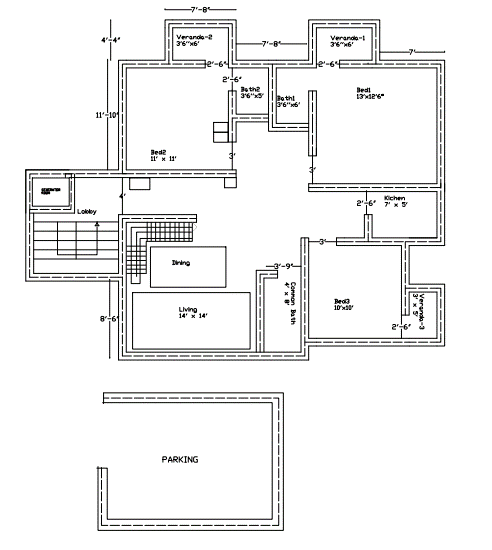 7'-8"
Veranda-2
3'6"x6'
4'-4"
7'-8"
Veranda-1
3'6"x6'
7'
2'-6"
2'-6"
2'-6"
Bath2
3'6"x5'
Bath1
3'6"x6'
Bed1
13'x12'6"
11'-10"
Bed2
11' x 11'
3'
3'
4'
Lobby
Kichen
7' x 5'
2'-6"
3'
Dining
3'-9"
Common Bath
4' x 8'
Living
14' x 14'
8'-6"
Bed3
10'x10'
Veranda-3
3' x 5'
2'-6"
PARKING